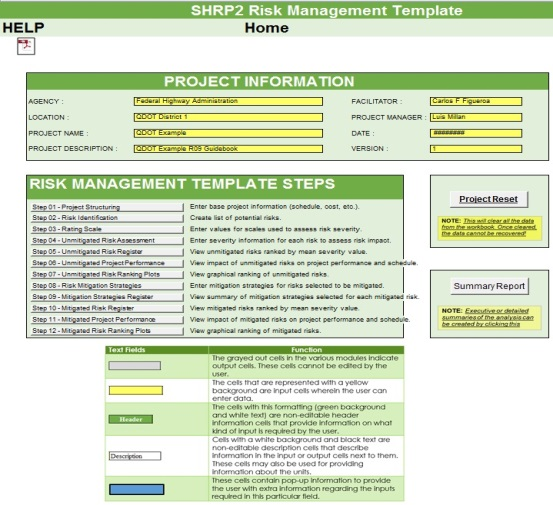 SHRP2 Risk Management Template
HELP
Home
PROJECT INFORMATION
AGENCY : Federal Highway Administration FACILITATOR : Carlos F Figueroa
LOCATION : QDOT District 1 PROJECT MANAGER : Luis Millan
PROJECT NAME : QDOT Example DATE : ########
PROJECT DESCRIPTION : QDOT Example R09 Guidebook VERSION : 1
RISK MANAGEMENT TEMPLATE STEPS
Step 01 - Project Structuring Enter base project information (schedule, cost, etc.).
Step 02 - Risk Identification Create list of potential risks.
Step 03 - Rating Scale Enter values for scales used to assess risk severity.
Step 04 - Unmitigated Risk Assessment Enter severity information for each risk to assess risk impact.
Step 05 - Unmitigated Risk Register View unmitigated risks ranked by mean severity value.
Step 06 - Unmitigated Project Performance View impact of unmitigated risks on project performance and schedule.
Step 07 - Unmitigated Risk Ranking Plots View graphical ranking of unmitigated risks.
Step 08 - Risk Mitigation Strategies Enter mitigation strategies for risks selected to be mitigated.
Step 09 - Mitigation Strategies Register View summary of mitigation strategies selected for each mitigated risk.
Step 10 - Mitigated Risk Register View mitigated risks ranked by mean severity value.
Step 11 - Mitigated Project Performance View impact of mitigated risks on project performance and schedule.
Step 12 - Mitigated Risk Ranking Plots View graphical ranking of mitigated risks.
Project Reset
NOTE: This will clear all the data
from the workbook. Once cleared,
the data cannot be recovered!
Summary Report
NOTE: Executive or detailed
summaries of the analysis can
be created by clicking this
Text Fields Function
The grayed out cells in the various modules indicate
output cells. These cells cannot be edited by the
user.
The cells that are represented with a yellow
background are input cells wherein the user can
enter data.
Header
The cells with this formatting (green background
and white text) are non-editable header
information cells that provide information on what
kind of input is required by the user.
Description
Cells with a white background and black text are
non-editable description cells that describe
information in the input or output cells next to them.
These cells may also be used for providing
information about the units.
These cells contain pop-up information to provide
the user with extra information regarding the inputs
required in this particular field.